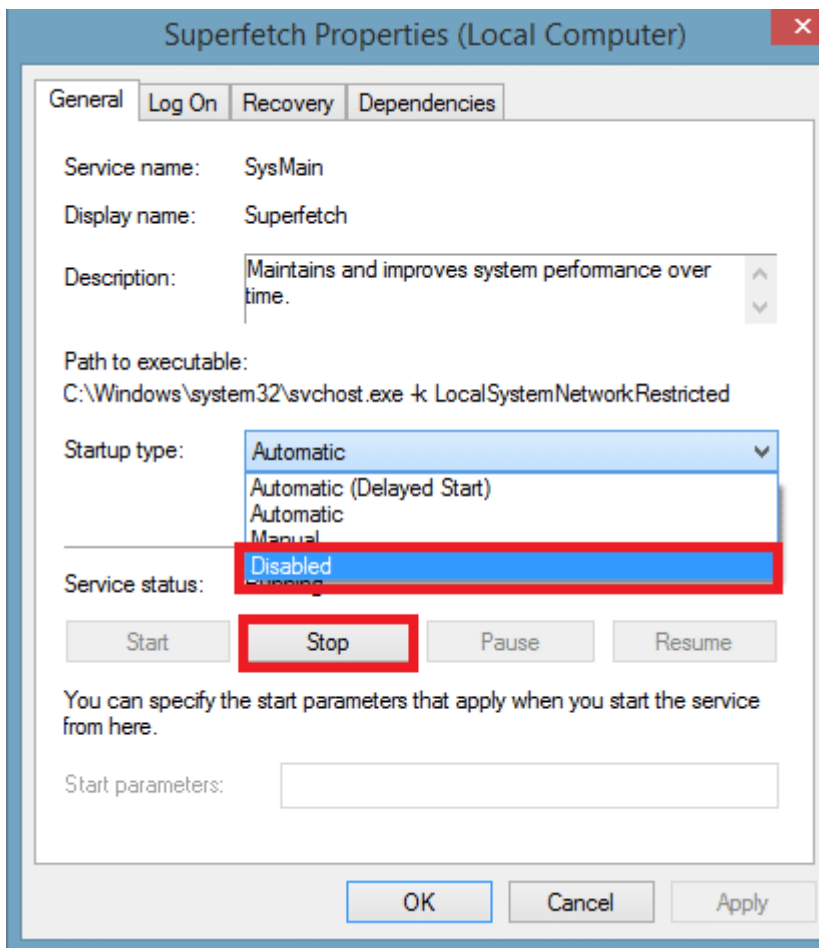 Superfetch Properties (Local Computer)
General Log On Recovery Dependencies
Service name: SysMain
Display name: Superfetch
Description: Maintains and improves system performance over
time.
Path to executable:
C:\Windows\system32\svchost.exe -k LocalSystemNetworkRestricted
Startup type: Automatic
Automatic (Delayed Start)
Automatic
Manual
Disabled
Service status: Running
Start Stop Pause Resume
You can specify the start parameters that apply when you start the service
from here.
Start parameters:
OK Cancel Apply